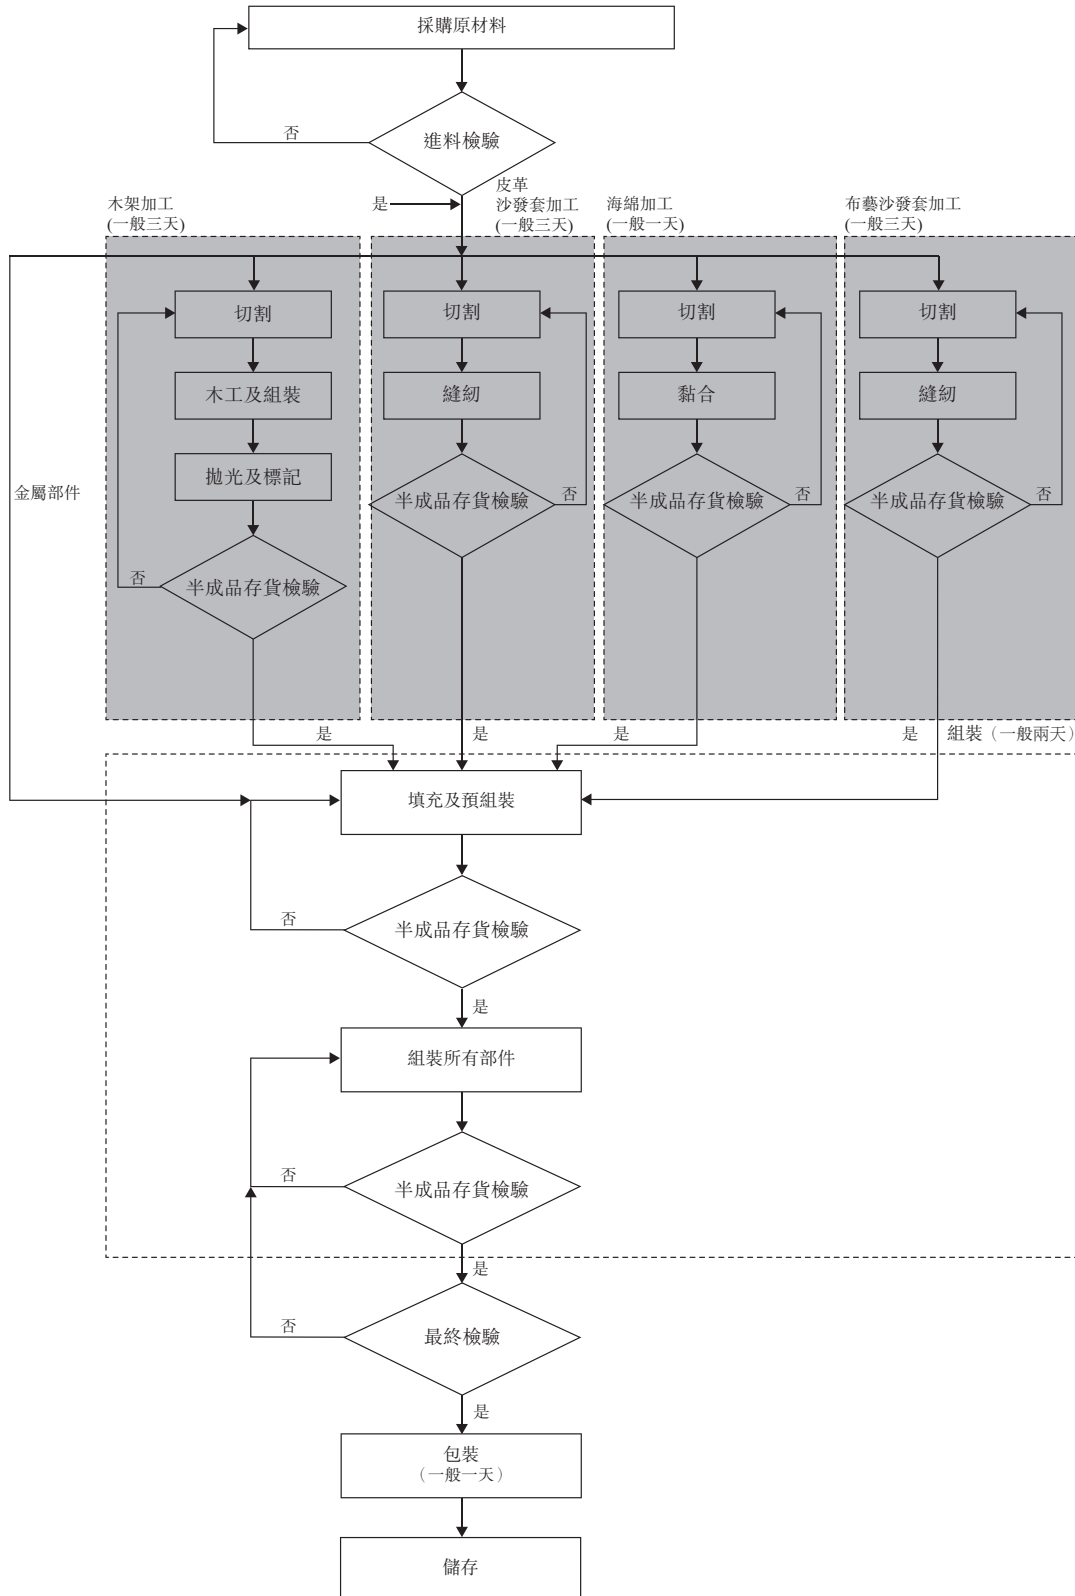 採購原材料
進料檢驗
否
是
木架加工
(一般三天)
皮革
沙發套加工
(一般三天)
海綿加工
(一般一天)
布藝沙發套加工
(一般三天)
切割
切割
切割
切割
木工及組裝
縫紉
黏合
縫紉
拋光及標記
金屬部件
半成品存貨檢驗
否
半成品存貨檢驗
否
半成品存貨檢驗
否
否
半成品存貨檢驗
是
是
是
是
組裝（一般兩天）
填充及預組裝
否
半成品存貨檢驗
是
組裝所有部件
否
半成品存貨檢驗
是
否
最終檢驗
是
包裝
（一般一天）
儲存